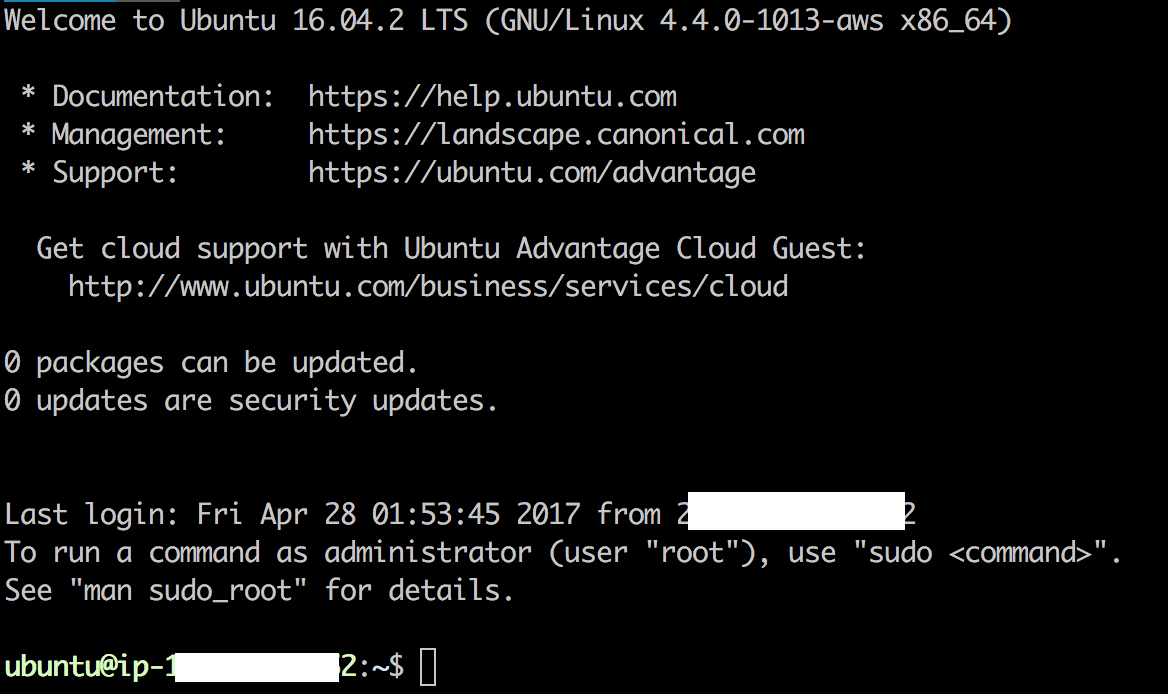 Welcome to Ubuntu 16.04.2 LTS (GNU/Linux 4.4.0-1013-aws x86_64)
* Documentation:  https://help.ubuntu.com
* Management:     https://landscape.canonical.com
* Support:        https://ubuntu.com/advantage
Get cloud support with Ubuntu Advantage Cloud Guest:
http://www.ubuntu.com/business/services/cloud
0 packages can be updated.
0 updates are security updates.
Last login: Fri Apr 28 01:53:45 2017 from 2 2
To run a command as administrator (user "root"), use "sudo <command>".
See "man sudo_root" for details.
ubuntu@ip-1 2:~$